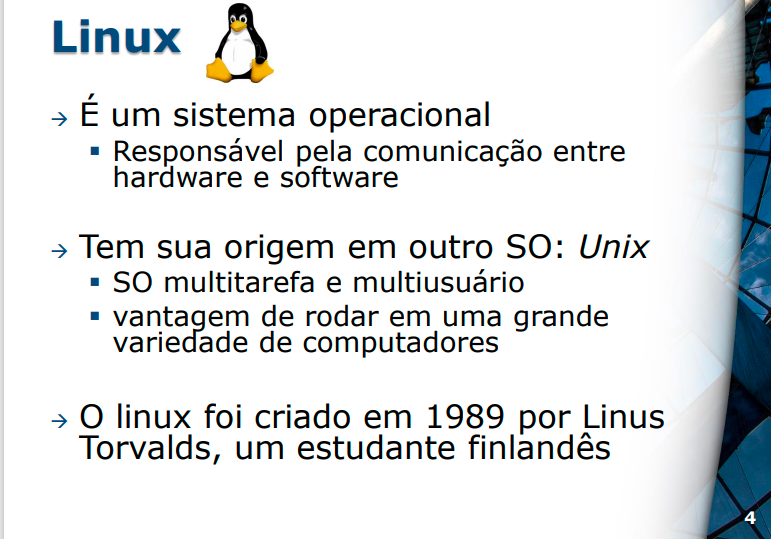 Linux
→ É um sistema operacional
▪ Responsável pela comunicação entre
hardware e software
→ Tem sua origem em outro SO: Unix
▪ SO multitarefa e multiusuário
▪ vantagem de rodar em uma grande
variedade de computadores
→ O linux foi criado em 1989 por Linus
Torvalds, um estudante finlandês
4